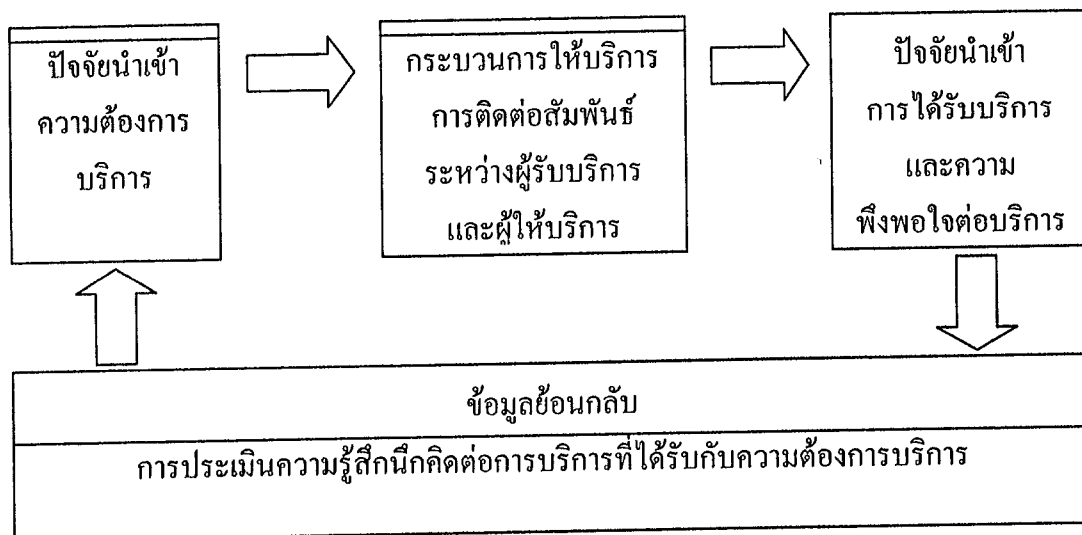 ปัจจัยนำเข้า
ความต้องการ
บริการ
กระบวนการให้บริการ
การติดต่อสัมพันธ์
ระหว่างผู้รับบริการ
และผู้ให้บริการ
ปัจจัยนำเข้า
การได้รับบริการ
และความ
พึงพอใจต่อบริการ
ข้อมูลย้อนกลับ
การประเมินความรู้สึกนึกคิดต่อการบริการที่ได้รับกับความต้องการบริการ